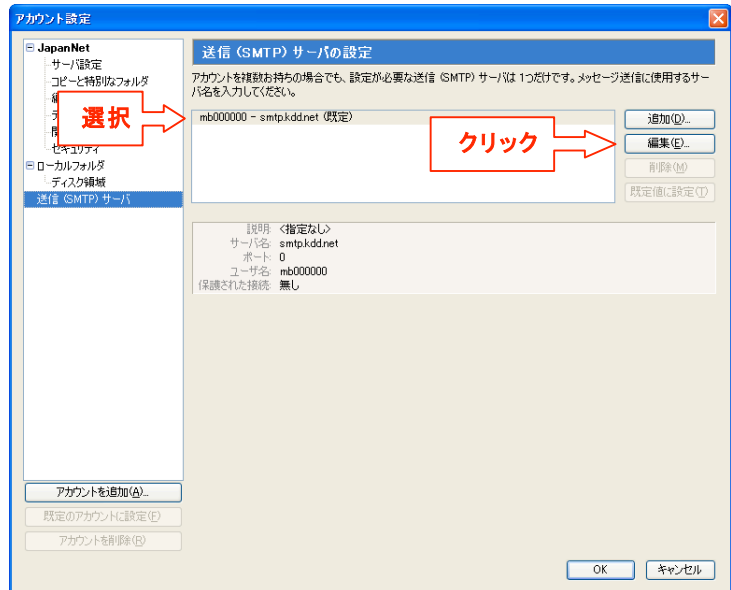 アカウント設定
JapanNet
サーバ設定
コピーと特別なフォルダ
選択
セキュリティ
ローカルフォルダ
ディスク領域
送信 (SMTP) サーバ
アカウントを追加(A)...
既定のアカウントに設定(F)
アカウントを削除(R)
送信 (SMTP) サーバの設定
アカウントを複数お持ちの場合でも、設定が必要な送信 (SMTP) サーバは 1つだけです。メッセージ送信に使用するサー
バ名を入力してください。
mb000000 - smtp.kdd.net (既定)
クリック
追加(D)...
編集(E)...
削除(M)
既定値に設定(T)
説明: <指定なし>
サーバ名: smtp.kdd.net
ポート: 0
ユーザ名: mb000000
保護された接続: 無し
OK
キャンセル